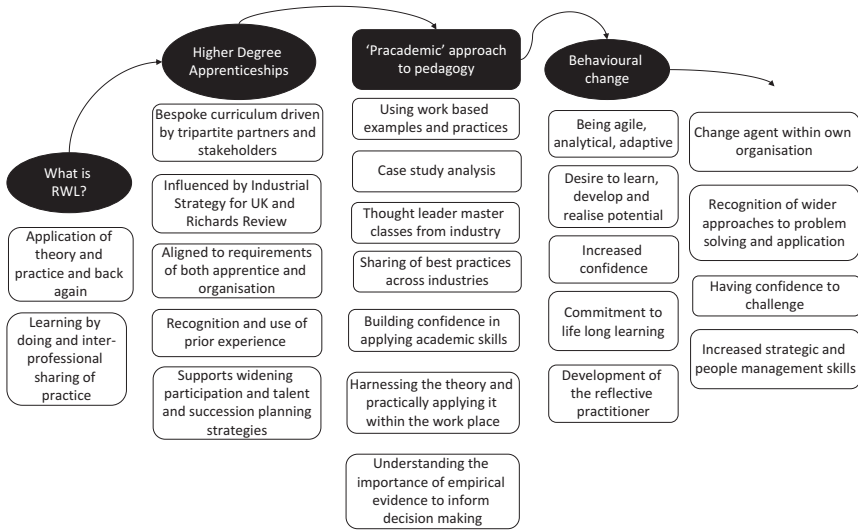 What is
RWL?
Application of
theory and
practice and back
again
Learning by
doing and inter-
professional
sharing of
practice
Higher Degree
Apprenticeships
Bespoke curriculum driven
by tripartite partners and
stakeholders
Influenced by Industrial
Strategy for UK and
Richards Review
Aligned to requirements
of both apprentice and
organisation
Recognition and use of
prior experience
Supports widening
participation and talent
and succession planning
strategies
‘Pracademic’ approach
to pedagogy
Using work based
examples and practices
Case study analysis
Thought leader master
classes from industry
Sharing of best practices
across industries
Building confidence in
applying academic skills
Harnessing the theory and
practically applying it
within the work place
Understanding the
importance of empirical
evidence to inform
decision making
Behavioural
change
Being agile,
analytical, adaptive
Desire to learn,
develop and
realise potential
Increased
confidence
Commitment to
life long learning
Development of
the reflective
practitioner
Change agent within own
organisation
Recognition of wider
approaches to problem
solving and application
Having confidence to
challenge
Increased strategic and
people management skills